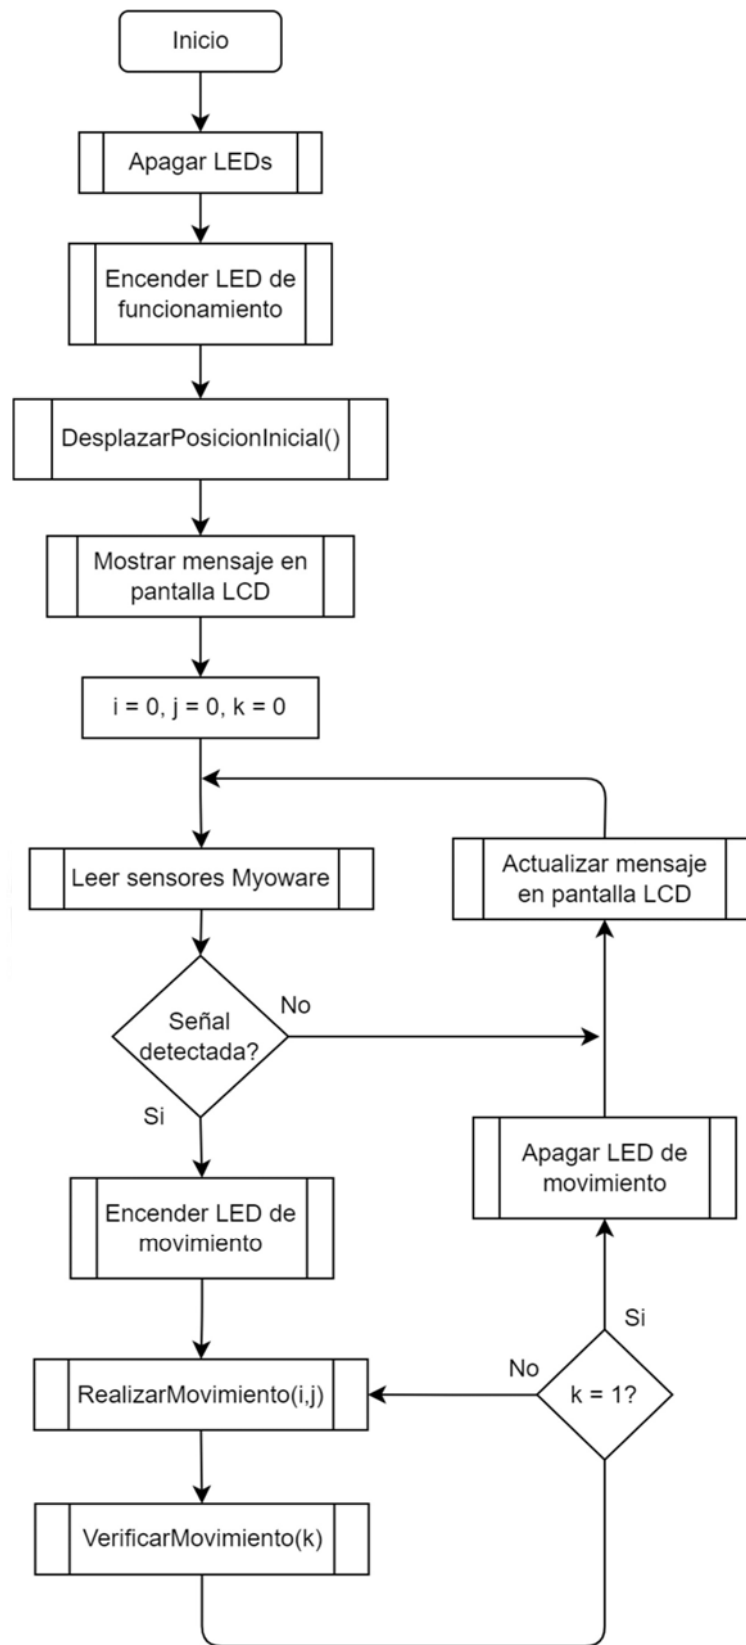 Inicio
Apagar LEDs
Encender LED de
funcionamiento
DesplazarPosicionInicial()
Mostrar mensaje en
pantalla LCD
i = 0, j = 0, k = 0
Leer sensores Myoware
Actualizar mensaje
en pantalla LCD
Señal
detectada?
No
Si
Apagar LED de
movimiento
Encender LED de
movimiento
Si
No
k = 1?
RealizarMovimiento(i,j)
VerificarMovimiento(k)